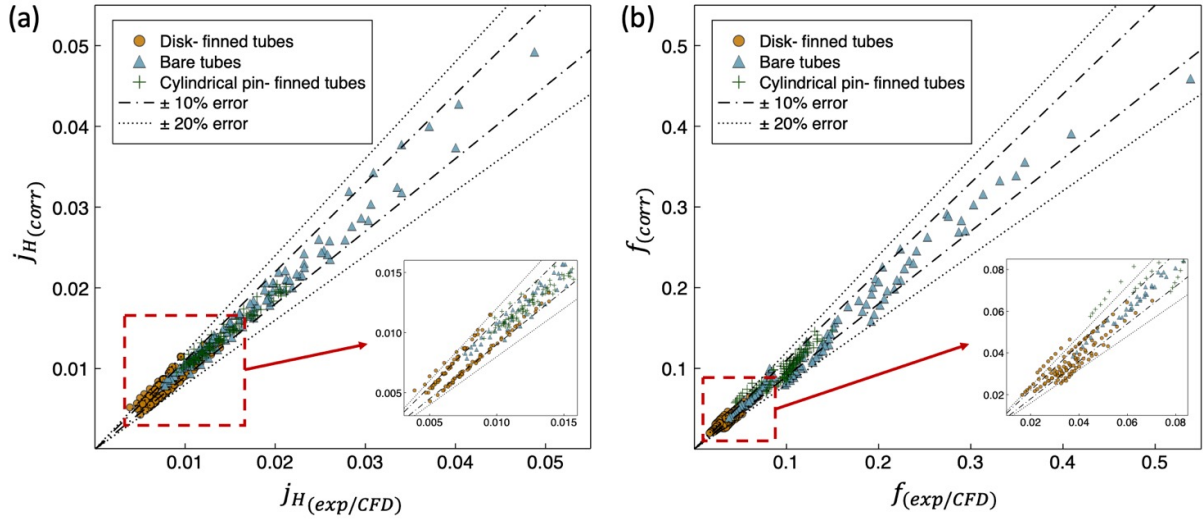 (a)
0.05
0.04
0.03
0.02
0.01
j_H(corr)
Disk- finned tubes
Bare tubes
Cylindrical pin- finned tubes
± 10% error
± 20% error
0.015
0.010
0.005
0.005
0.010
0.015
0.01
0.02
0.03
0.04
0.05
j_H(exp/CFD)
(b)
0.5
0.4
0.3
0.2
0.1
f(corr)
Disk- finned tubes
Bare tubes
Cylindrical pin- finned tubes
± 10% error
± 20% error
0.08
0.06
0.04
0.02
0.02
0.04
0.06
0.08
0.1
0.2
0.3
0.4
0.5
f(exp/CFD)